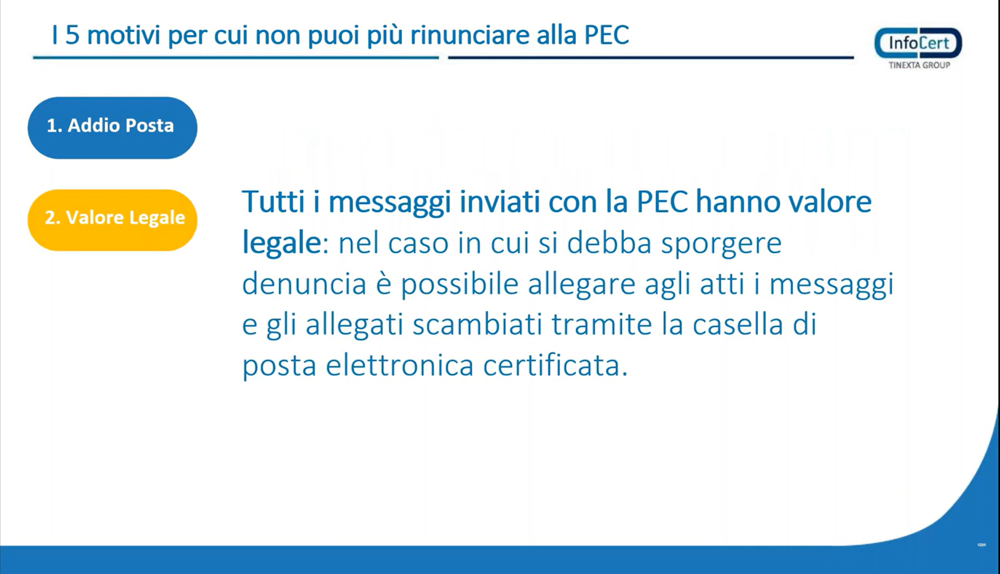 I 5 motivi per cui non puoi più rinunciare alla PEC
InfoCert
TINEXTA GROUP
1. Addio Posta
2. Valore Legale
Tutti i messaggi inviati con la PEC hanno valore
legale: nel caso in cui si debba sporgere
denuncia è possibile allegare agli atti i messaggi
e gli allegati scambiati tramite la casella di
posta elettronica certificata.